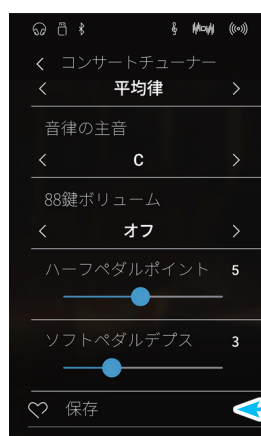 コンサートチューナー
平均律
音律の主音
C
88鍵ボリューム
オフ
ハーフペダルポイント 5
ソフトペダルデプス 3
保存